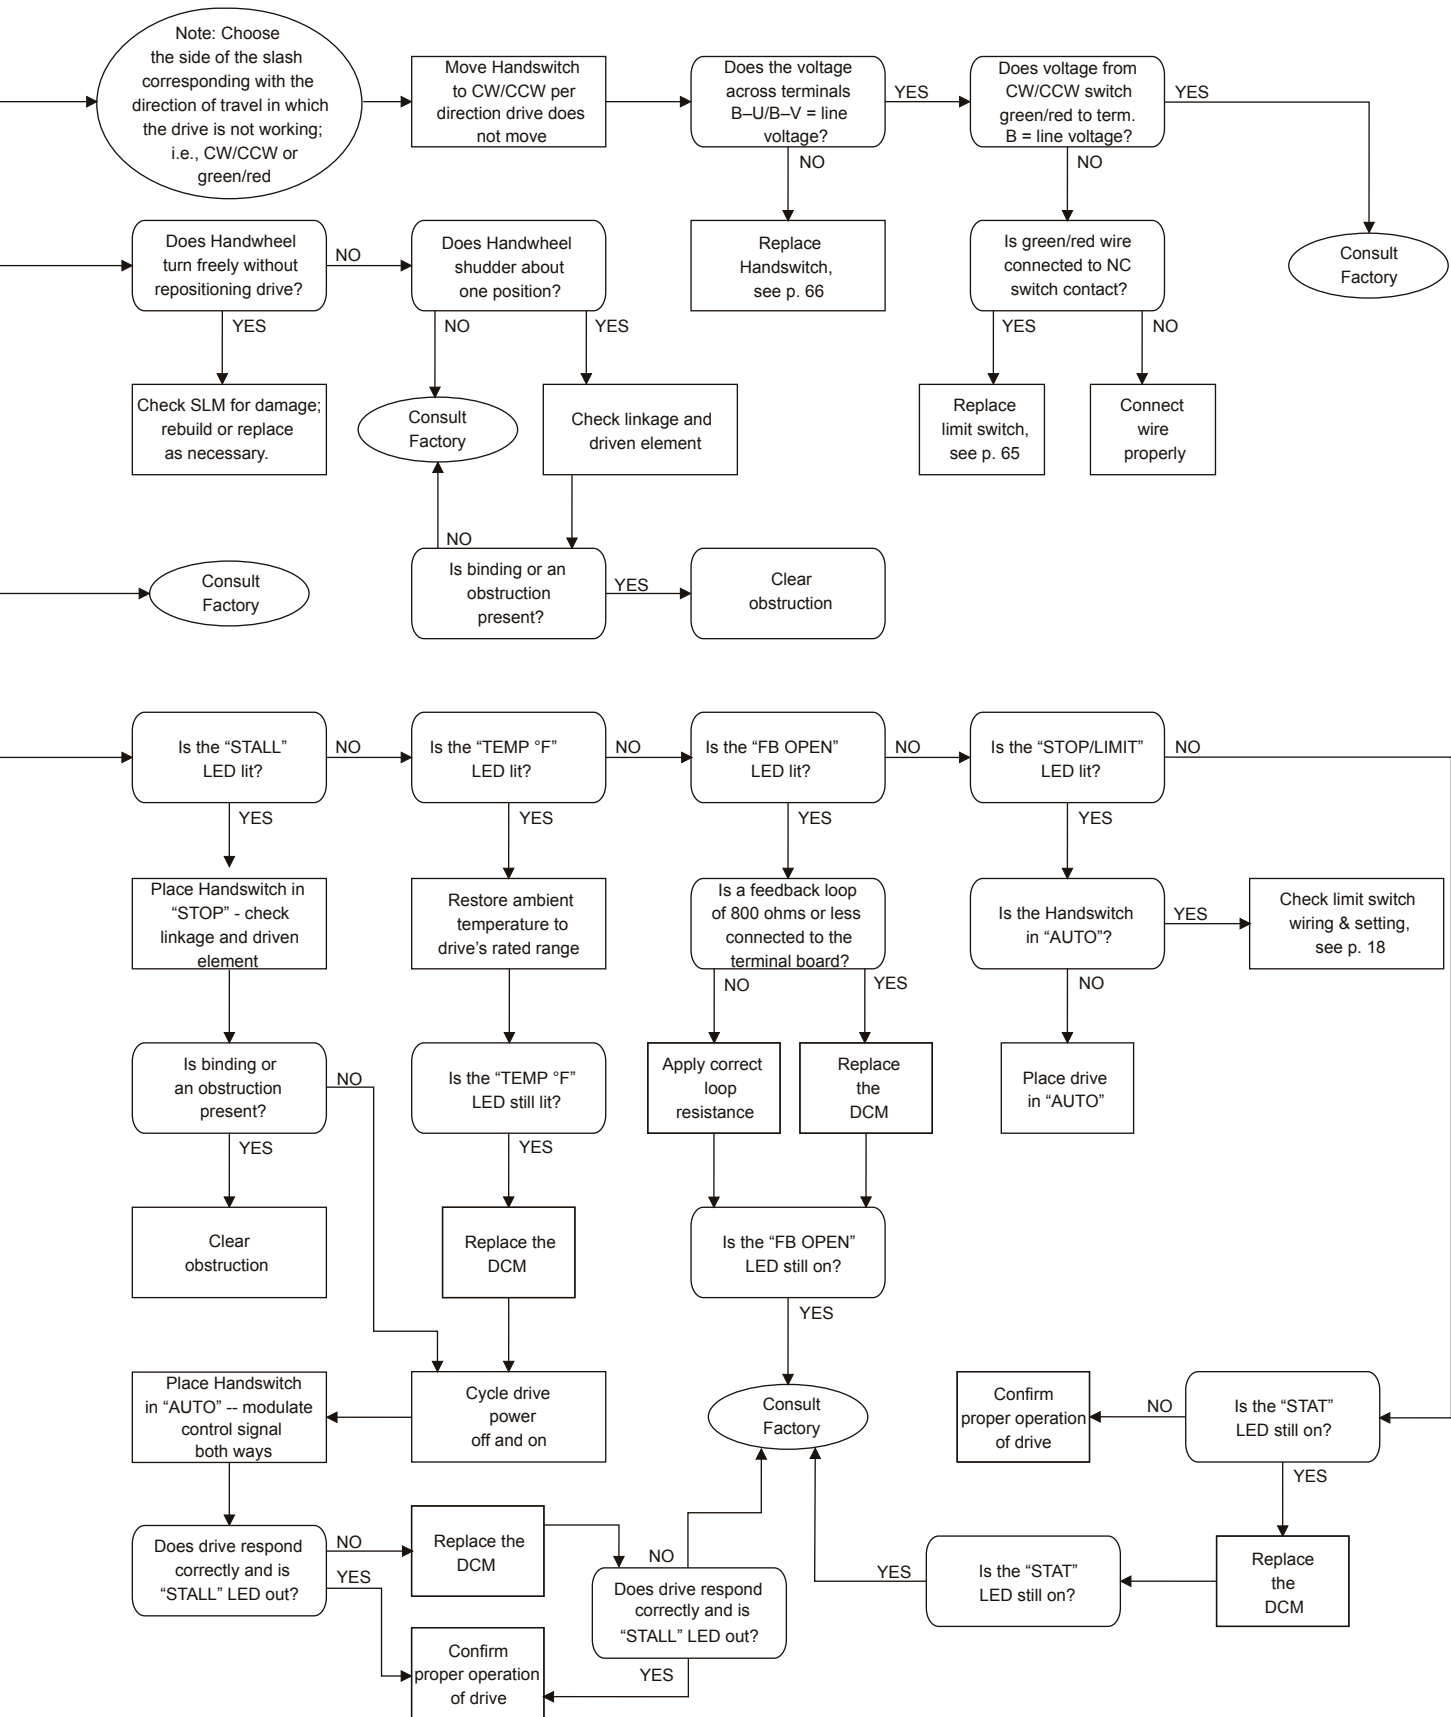 Note: Choose
the side of the slash
corresponding with the
direction of travel in which
the drive is not working;
i.e., CW/CCW or
green/red
Move Handswitch
to CW/CCW per
direction drive does
not move
Does the voltage
across terminals
B–U/B–V = line
voltage?
YES
NO
Does voltage from
CW/CCW switch
green/red to term.
B = line voltage?
YES
NO
Does Handwheel
turn freely without
repositioning drive?
NO
YES
Does Handwheel
shudder about
one position?
NO
YES
Replace
Handswitch,
see p. 66
Is green/red wire
connected to NC
switch contact?
YES
NO
Consult
Factory
Check SLM for damage;
rebuild or replace
as necessary.
Consult
Factory
Check linkage and
driven element
Replace
limit switch,
see p. 65
Connect
wire
properly
Consult
Factory
NO
Is binding or an
obstruction
present?
YES
Clear
obstruction
Is the “STALL”
LED lit?
NO
YES
Is the “TEMP °F”
LED lit?
NO
YES
Is the “FB OPEN”
LED lit?
NO
YES
Is the “STOP/LIMIT”
LED lit?
NO
YES
Place Handswitch in
“STOP” - check
linkage and driven
element
Restore ambient
temperature to
drive’s rated range
Is a feedback loop
of 800 ohms or less
connected to the
terminal board?
NO
YES
Is the Handswitch
in “AUTO”?
YES
NO
Check limit switch
wiring & setting,
see p. 18
Is binding or
an obstruction
present?
NO
YES
Is the “TEMP °F”
LED still lit?
YES
Apply correct
loop
resistance
Replace
the
DCM
Place drive
in “AUTO”
Clear
obstruction
Replace the
DCM
Is the “FB OPEN”
LED still on?
YES
Place Handswitch
in “AUTO” -- modulate
control signal
both ways
Cycle drive
power
off and on
Consult
Factory
Confirm
proper operation
of drive
NO
Is the “STAT”
LED still on?
YES
Does drive respond
correctly and is
“STALL” LED out?
NO
YES
Replace the
DCM
NO
Does drive respond
correctly and is
“STALL” LED out?
YES
YES
Is the “STAT”
LED still on?
Replace
the
DCM
Confirm
proper operation
of drive